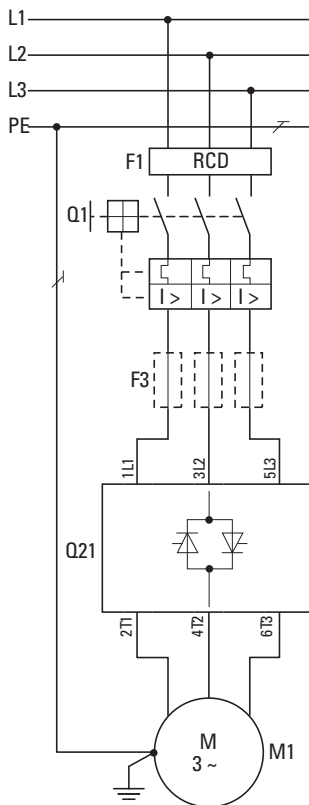 L1
L2
L3
PE
F1 RCD
Q1
I > I > I >
F3
1L1 3L2 5L3
Q21
2T1 4T2 6T3
M
3 ~
M1